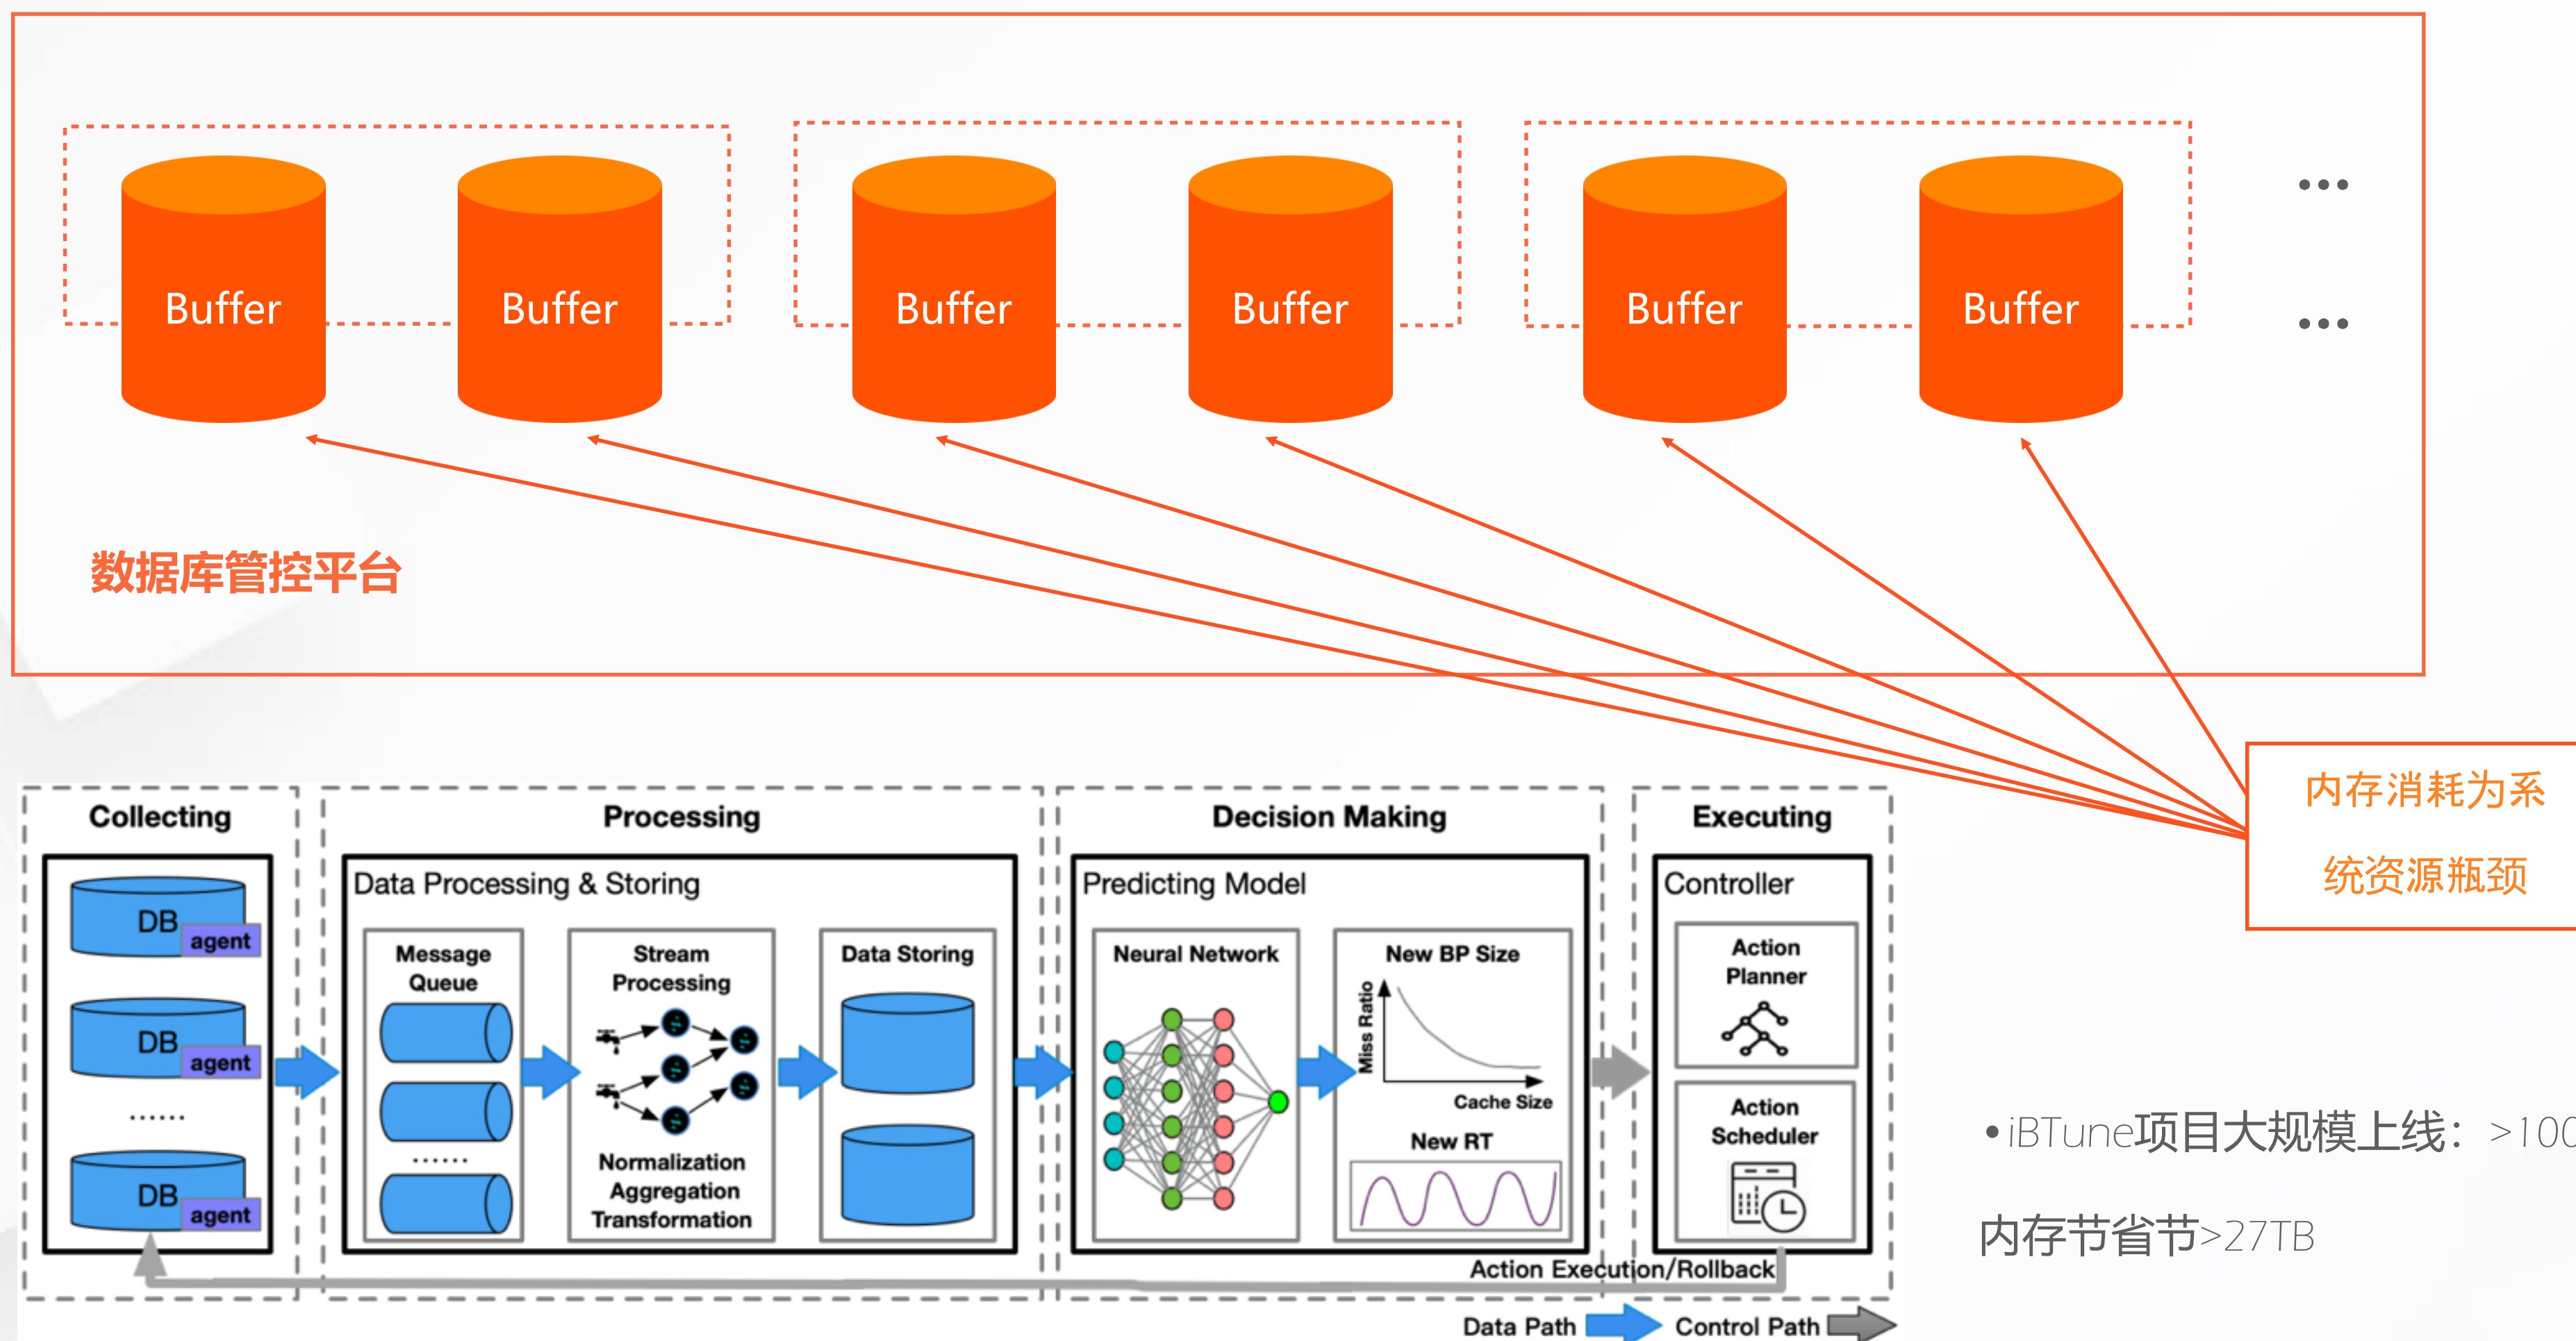 Buffer
Buffer
Buffer
Buffer
Buffer
Buffer
...
...
数据库管控平台
内存消耗为系
统资源瓶颈
Collecting
DB
agent
DB
agent
......
DB
agent
Processing
Data Processing & Storing
Message
Queue
......
Stream
Processing
Normalization
Aggregation
Transformation
Data Storing
Decision Making
Predicting Model
Neural Network
New BP Size
Miss Ratio
Cache Size
New RT
Executing
Controller
Action
Planner
Action
Scheduler
Action Execution/Rollback
Data Path
Control Path
•iBTune项目大规模上线：>100
内存节省节>27TB